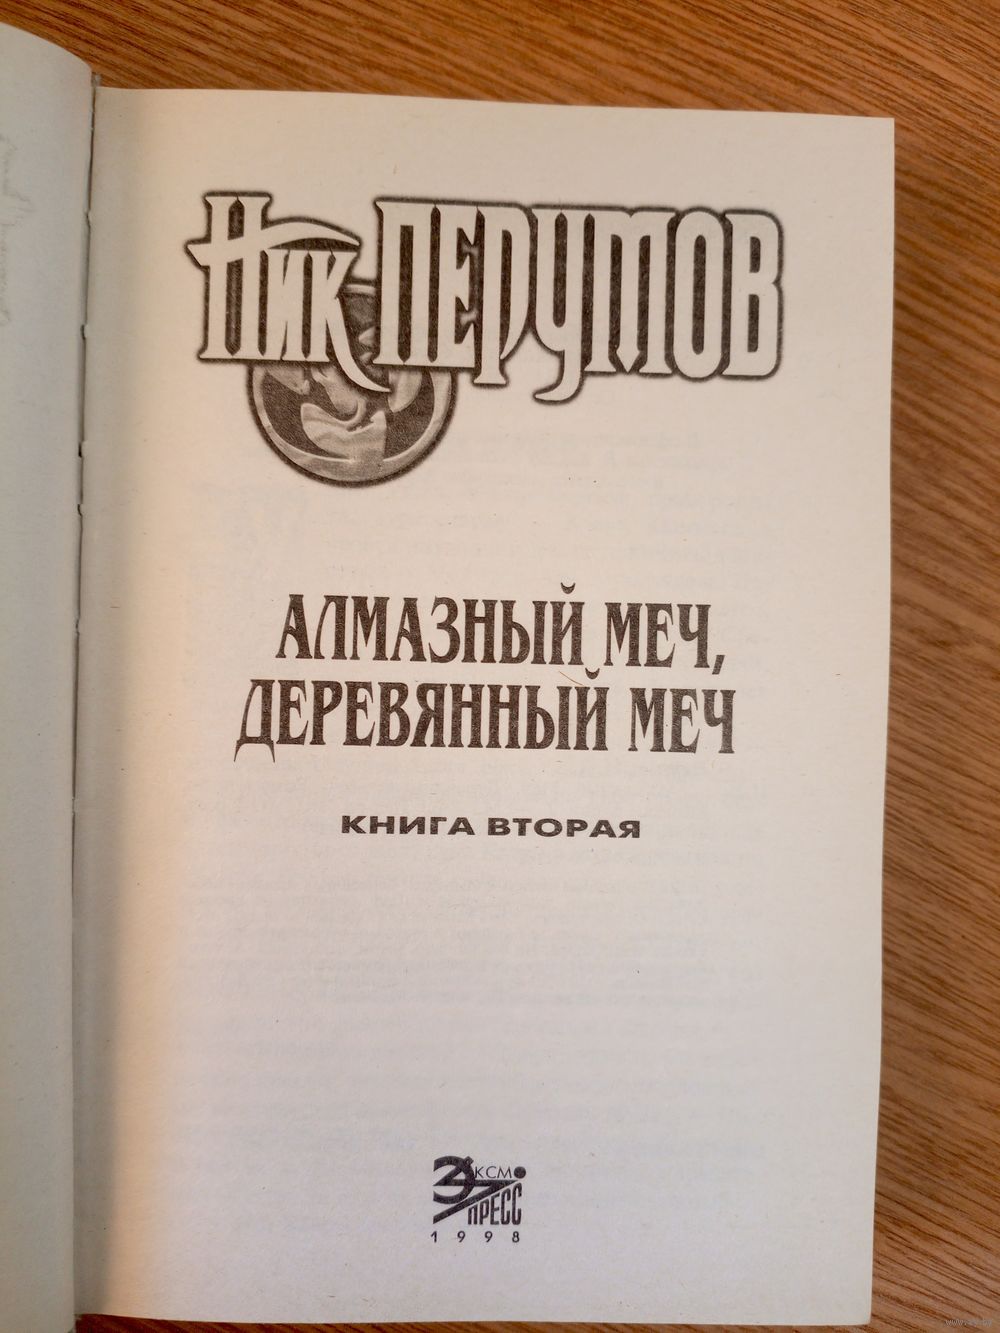 Ник Перумов
АЛМАЗНЫЙ МЕЧ,
ДЕРЕВЯННЫЙ МЕЧ
КНИГА ВТОРАЯ
ЭКСМО
ПРЕСС
1998